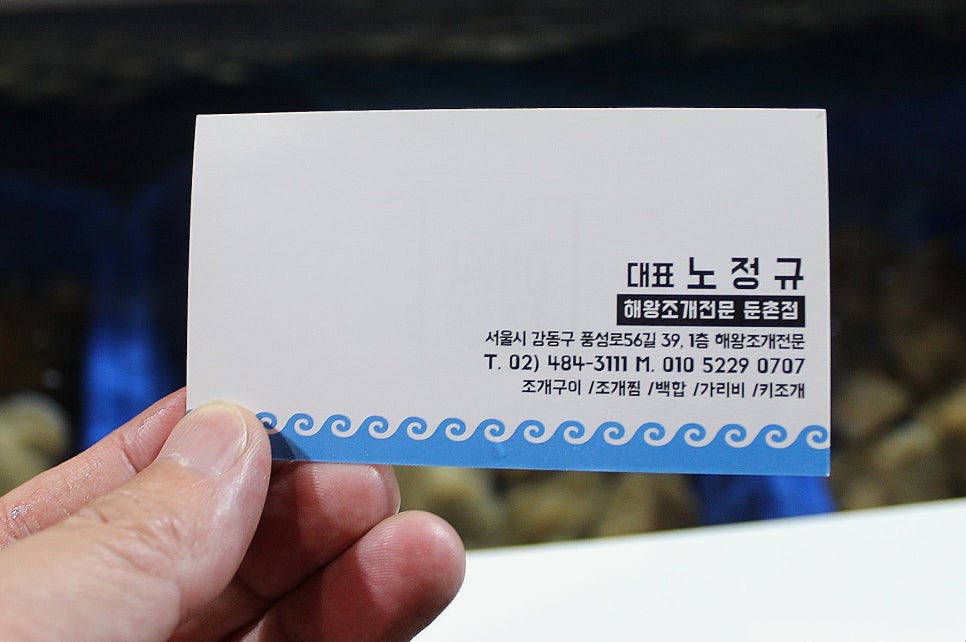 대표 노정규
해왕조개전문 둔촌점
서울시 강동구 풍성로56길 39, 1층 해왕조개전문
T. 02) 484-3111 M. 010 5229 0707
조개구이 /조개찜 /백합 /가리비 /키조개